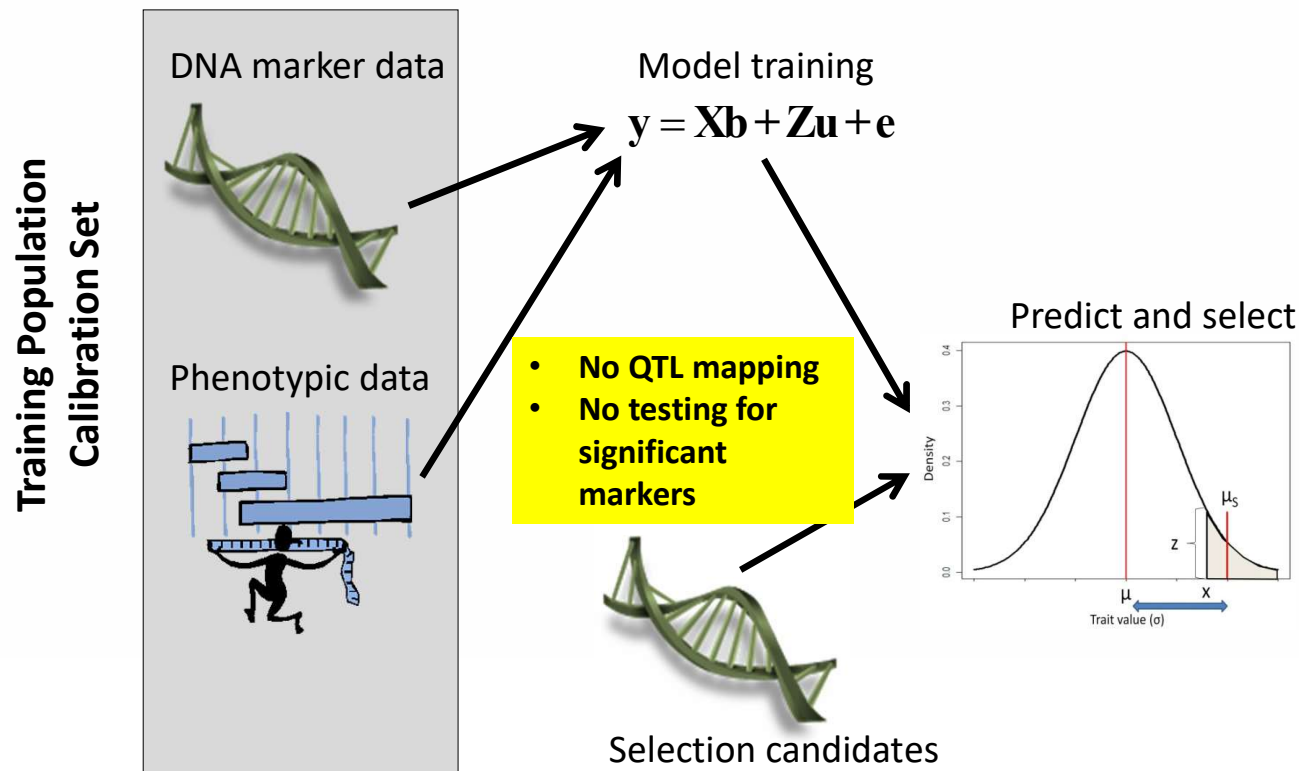 Training Population
Calibration Set
DNA marker data
Phenotypic data
Model training
y = Xb + Zu + e
• No QTL mapping
• No testing for
significant
markers
Selection candidates
Predict and select
Density
0.4
0.3
0.2
0.1
0.0
z
μS
μ
x
Trait value (σ)